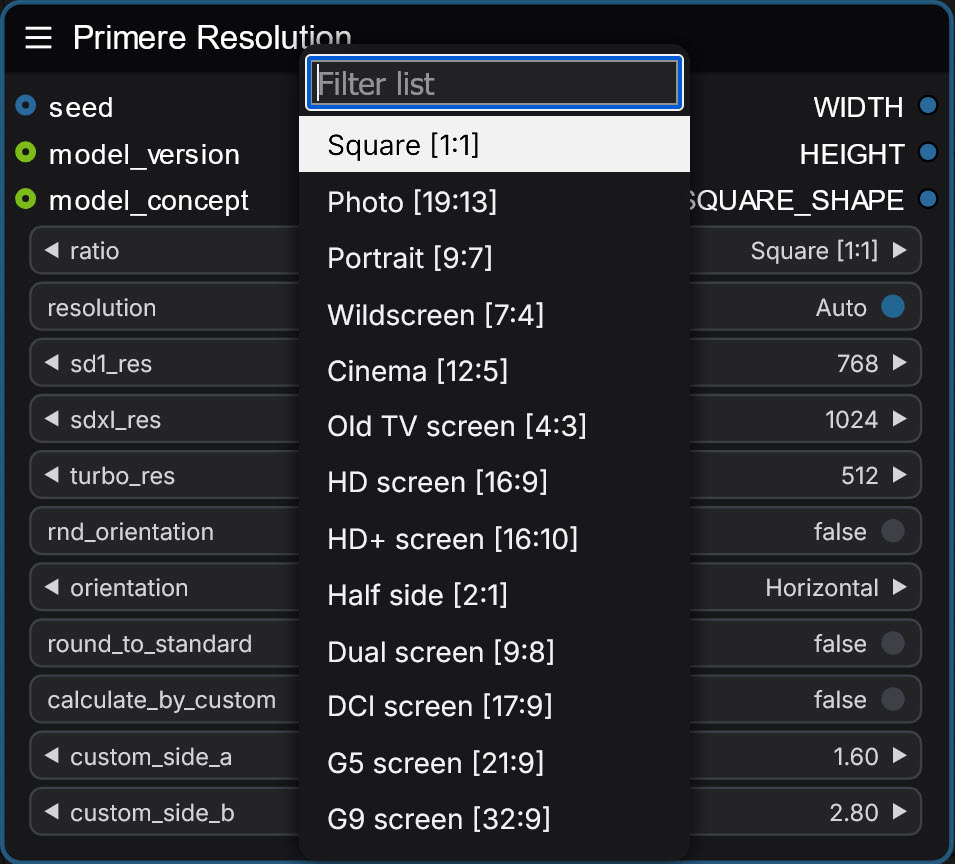 Primere Resolution
Filter list
seed
WIDTH
model_version
HEIGHT
model_concept
SQUARE_SHAPE
ratio
Square [1:1]
resolution
Auto
sd1_res
768
sdxl_res
1024
turbo_res
512
rnd_orientation
false
orientation
Horizontal
round_to_standard
false
calculate_by_custom
false
custom_side_a
1.60
custom_side_b
2.80
Square [1:1]
Photo [19:13]
Portrait [9:7]
Wildscreen [7:4]
Cinema [12:5]
Old TV screen [4:3]
HD screen [16:9]
HD+ screen [16:10]
Half side [2:1]
Dual screen [9:8]
DCI screen [17:9]
G5 screen [21:9]
G9 screen [32:9]